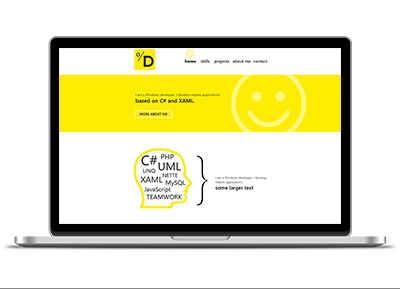 %D
home skills projects about me contact
I am a Windows developer. I develop mobile applications
based on C# and XAML.
MORE ABOUT ME
C# PHP
UML
LINQ NETTE
XAML MySQL
JavaScript
TEAMWORK
I am a Windows developer. I develop
mobile applications
some larger text